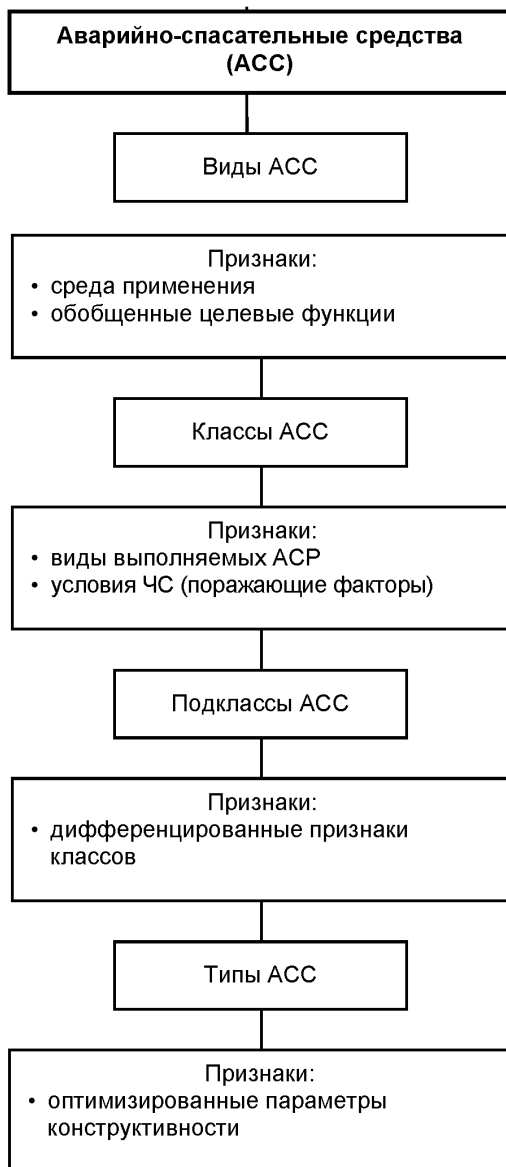 Аварийно-спасательные средства
(АСС)
Виды АСС
Признаки:
• среда применения
• обобщенные целевые функции
Классы АСС
Признаки:
• виды выполняемых АСР
• условия ЧС (поражающие факторы)
Подклассы АСС
Признаки:
• дифференцированные признаки
классов
Типы АСС
Признаки:
• оптимизированные параметры
конструктивности